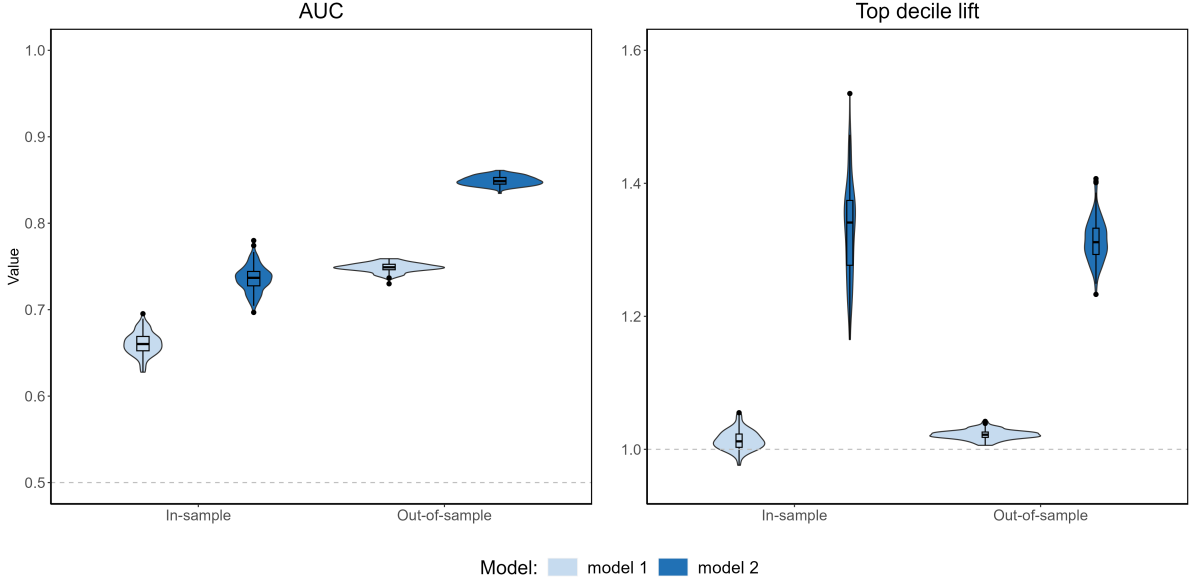 AUC
Top decile lift
Value
1.0
0.9
0.8
0.7
0.6
0.5
1.6
1.4
1.2
1.0
In-sample
Out-of-sample
In-sample
Out-of-sample
Model: model 1 model 2